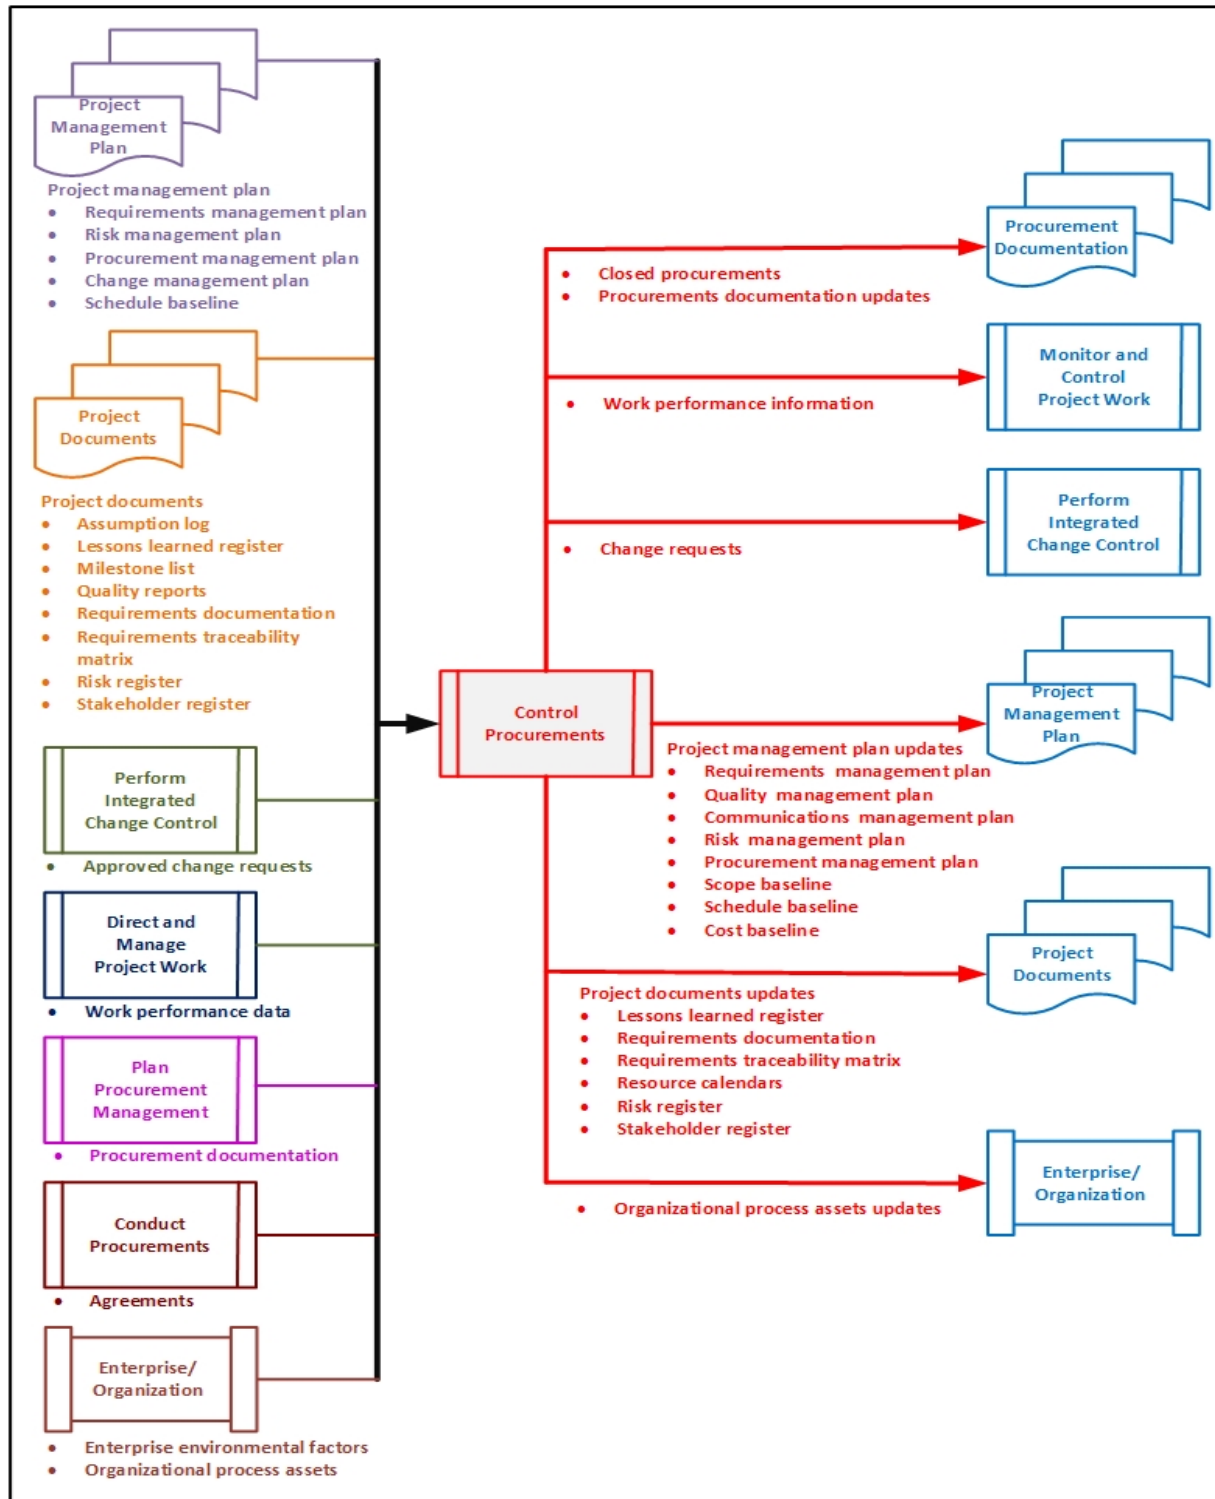 Project
Management
Plan
Project management plan
• Requirements management plan
• Risk management plan
• Procurement management plan
• Change management plan
• Schedule baseline
Project
Documents
Project documents
• Assumption log
• Lessons learned register
• Milestone list
• Quality reports
• Requirements documentation
• Requirements traceability
matrix
• Risk register
• Stakeholder register
Perform
Integrated
Change Control
• Approved change requests
Direct and
Manage
Project Work
• Work performance data
Plan
Procurement
Management
• Procurement documentation
Conduct
Procurements
• Agreements
Enterprise/
Organization
• Enterprise environmental factors
• Organizational process assets
Control
Procurements
• Closed procurements
• Procurements documentation updates
Procurement
Documentation
• Work performance information
Monitor and
Control
Project Work
• Change requests
Perform
Integrated
Change Control
Project management plan updates
• Requirements management plan
• Quality management plan
• Communications management plan
• Risk management plan
• Procurement management plan
• Scope baseline
• Schedule baseline
• Cost baseline
Project
Management
Plan
Project documents updates
• Lessons learned register
• Requirements documentation
• Requirements traceability matrix
• Resource calendars
• Risk register
• Stakeholder register
Project
Documents
• Organizational process assets updates
Enterprise/
Organization